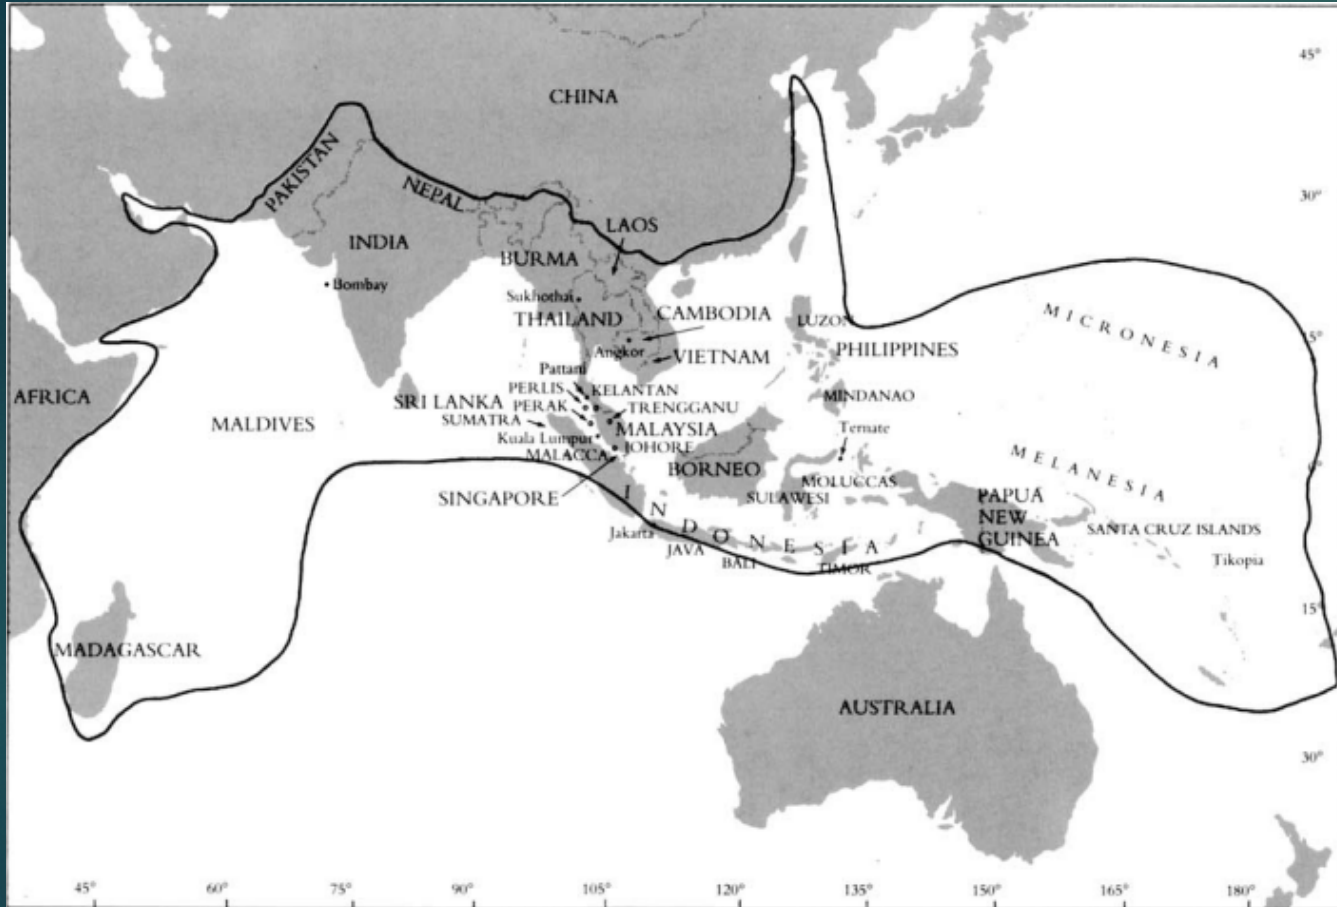 45°
CHINA
30°
PAKISTAN
NEPAL
LAOS
INDIA
BURMA
Bombay
Sukhothai
THAILAND
CAMBODIA
MICRONESIA
LUZON
15°
Angkor
VIETNAM
PHILIPPINES
Pattani
PERLIS
KELANTAN
AFRICA
SRI LANKA
PERAK
TRENGGANU
MINDANAO
MALDIVES
SUMATRA
MALAYSIA
Ternate
Kuala Lumpur
JOHORE
MALACCA
MELANESIA
BORNEO
0°
MOLUCCAS
SINGAPORE
SULAWESI
PAPUA
NEW
GUINEA
INDONESIA
SANTA CRUZ ISLANDS
Jakarta
JAVA
BALI
TIMOR
Tikopia
15°
MADAGASCAR
AUSTRALIA
30°
45° 60° 75° 90° 105° 120° 135° 150° 165° 180°